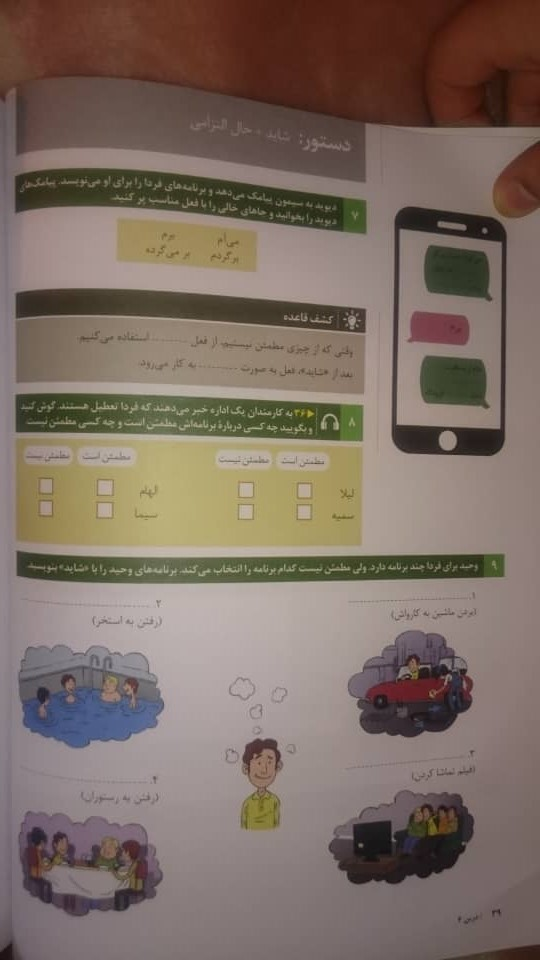 دستور: شاید + حال التزامی
۷ دیوید به سیمون پیامک می‌دهد و برنامه‌های فردا را برای او می‌نویسد. پیامک‌های
دیوید را بخوانید و جاهای خالی را با فعل مناسب پر کنید.
می‌آم برم
برگردم بر می‌گرده
چرا؟
کشف قاعده
وقتی که از چیزی مطمئن نیستیم، از فعل ......... استفاده می‌کنیم.
بعد از «شاید»، فعل به صورت ......... به کار می‌رود.
۸ ۳۶ به کارمندان یک اداره خبر می‌دهند که فردا تعطیل هستند. گوش کنید
و بگویید چه کسی دربارهٔ برنامه‌اش مطمئن است و چه کسی مطمئن نیست
مطمئن است مطمئن نیست مطمئن است مطمئن نیست
لیلا الهام
سمیه سیما
۹ وحید برای فردا چند برنامه دارد. ولی مطمئن نیست کدام برنامه را انتخاب می‌کند. برنامه‌های وحید را با «شاید» بنویسید.
۱. ......... ۲. .........
(بردن ماشین به کارواش) (رفتن به استخر)
۳. ......... ۴. .........
(فیلم تماشا کردن) (رفتن به رستوران)
۳۹ | درس ۶